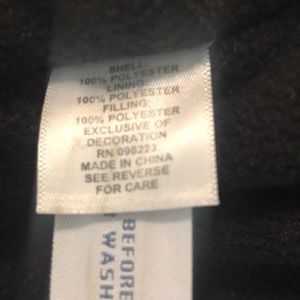 SHELL:
100% POLYESTER
LINING:
100% POLYESTER
FILLING:
100% POLYESTER
EXCLUSIVE OF
DECORATION
RN 098223
MADE IN CHINA
SEE REVERSE
FOR CARE
BEFORE
WASH